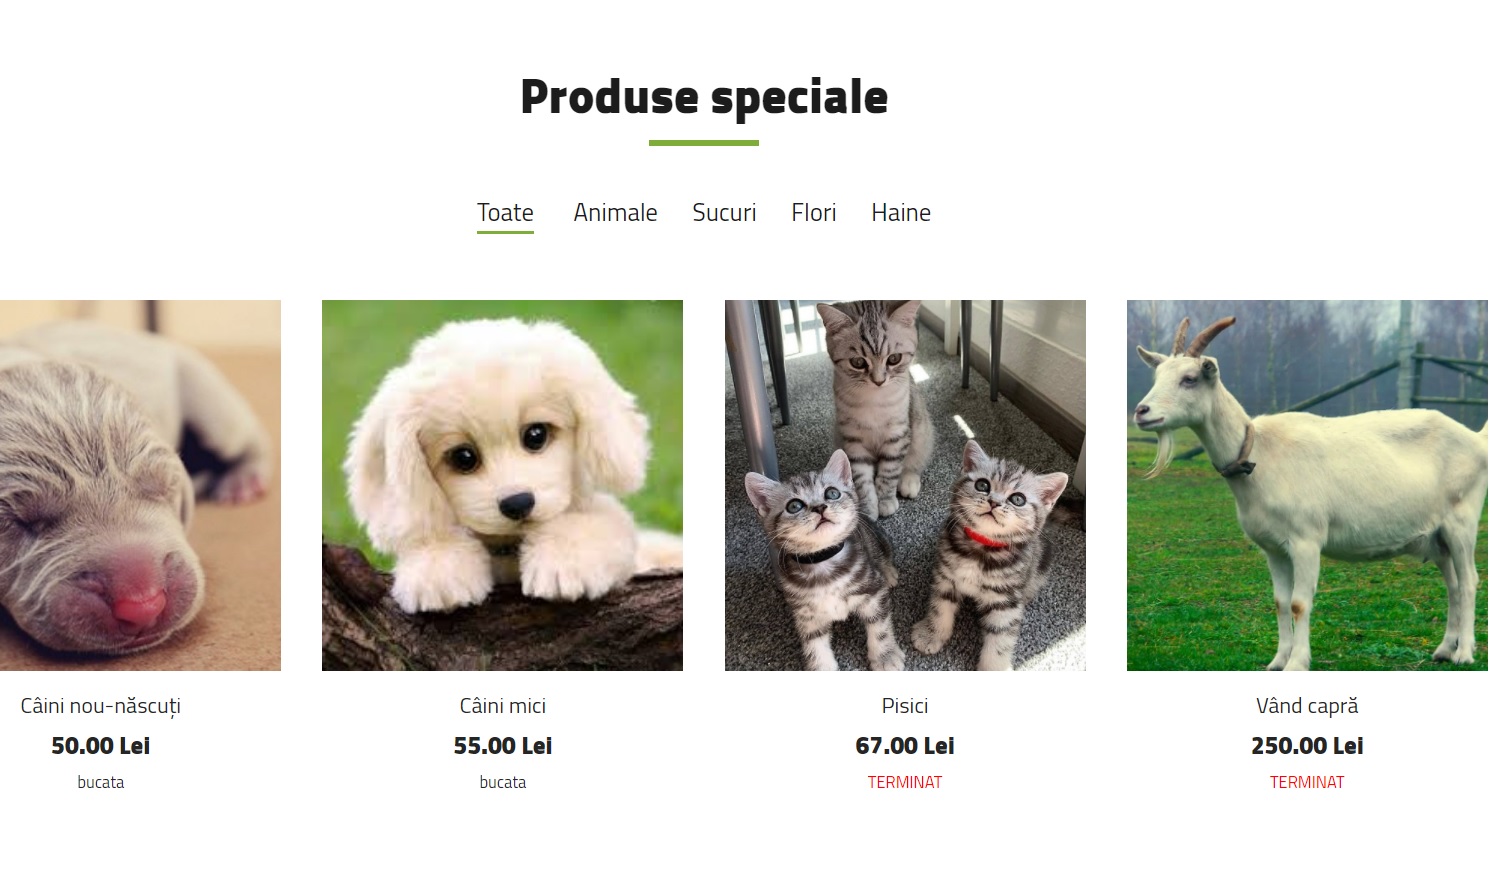 Produse speciale
Toate Animale Sucuri Flori Haine
Câini nou-născuți
50.00 Lei
bucata
Câini mici
55.00 Lei
bucata
Pisici
67.00 Lei
TERMINAT
Vând capră
250.00 Lei
TERMINAT